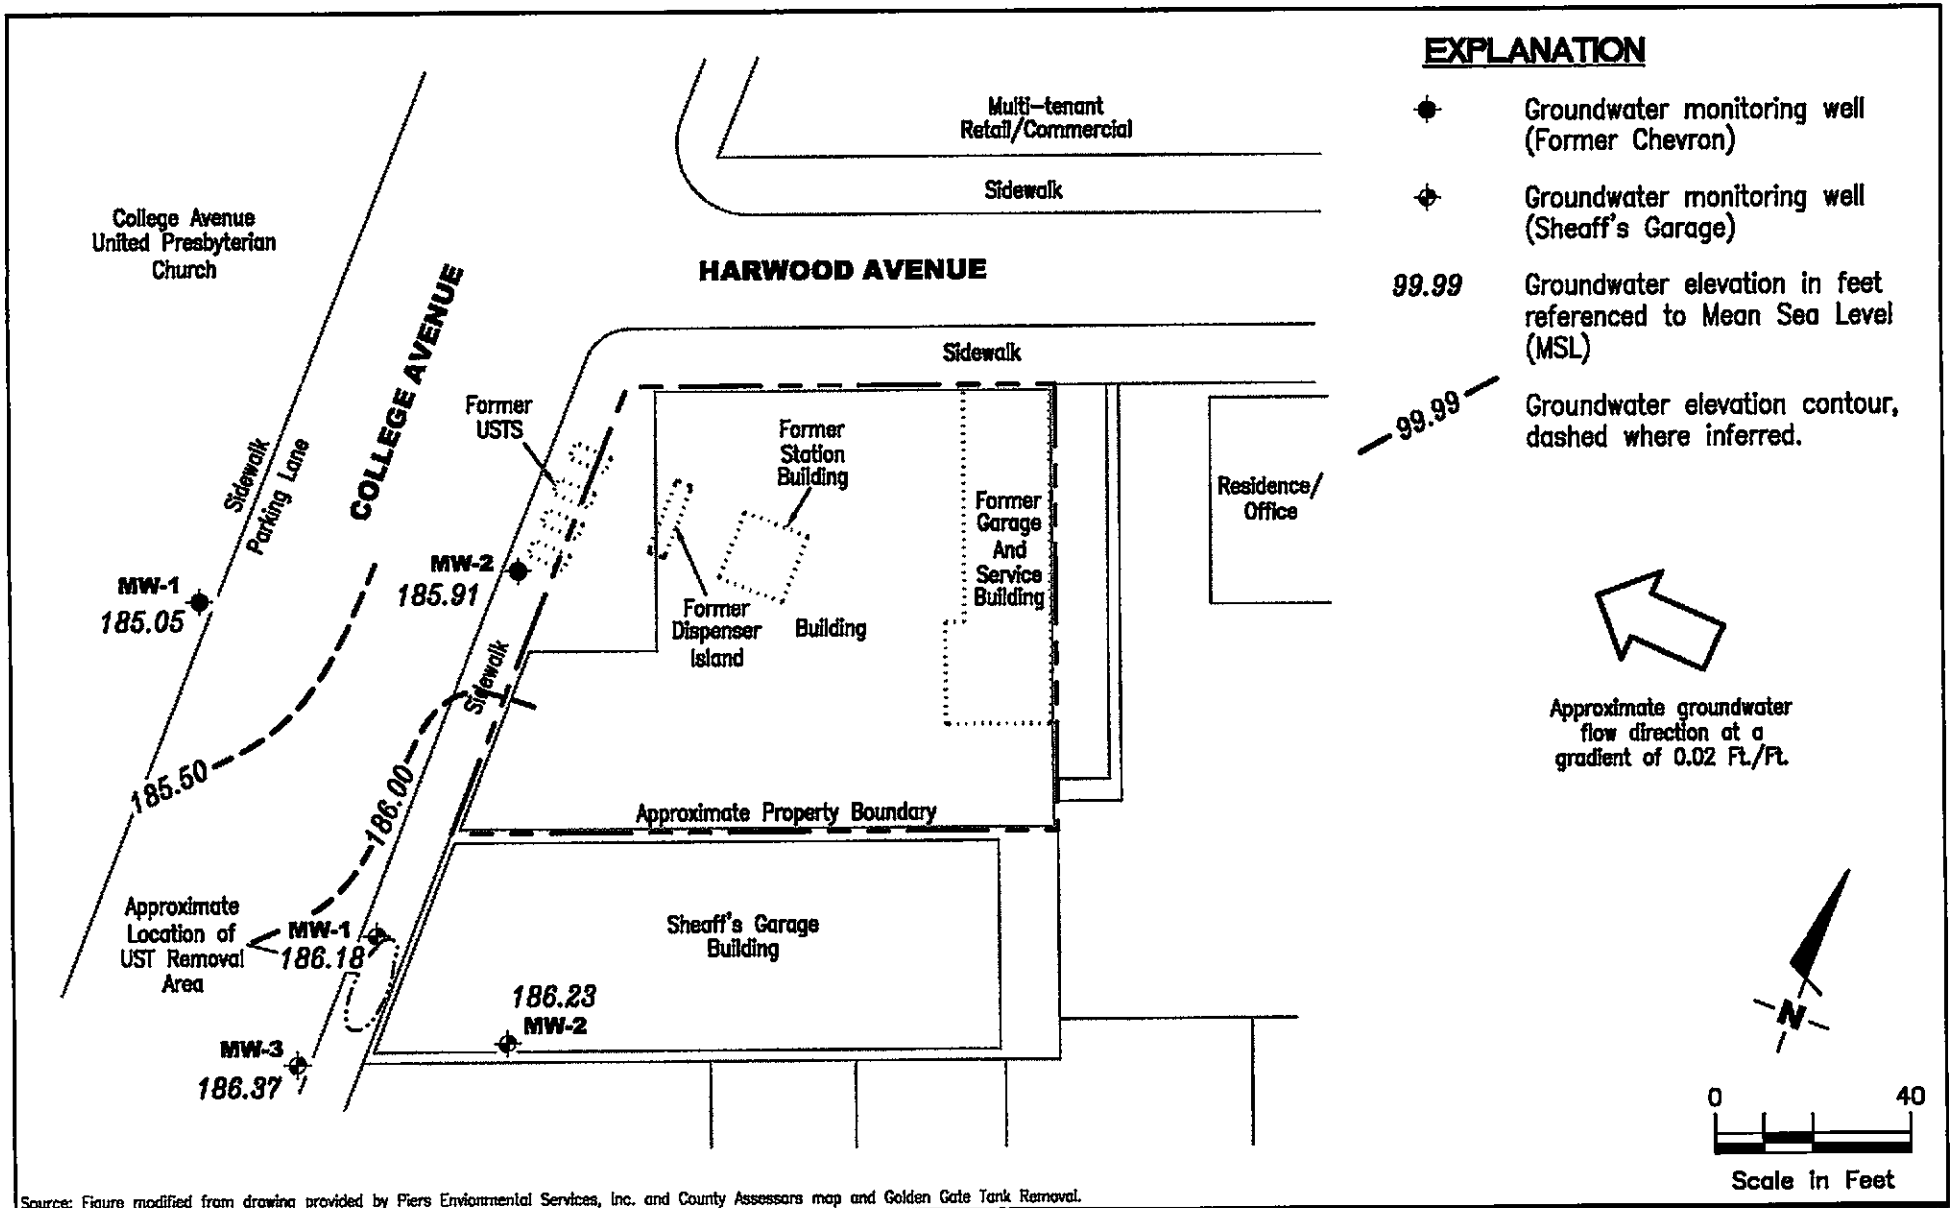 EXPLANATION
Groundwater monitoring well
(Former Chevron)
Groundwater monitoring well
(Sheaff's Garage)
99.99
Groundwater elevation in feet
referenced to Mean Sea Level
(MSL)
99.99
Groundwater elevation contour,
dashed where inferred.
Multi-tenant
Retail/Commercial
Sidewalk
College Avenue
United Presbyterian
Church
HARWOOD AVENUE
COLLEGE AVENUE
Sidewalk
Sidewalk
Parking Lane
Former
USTS
Former
Station
Building
Former
Garage
And
Service
Building
Residence/
Office
MW-1
185.05
MW-2
185.91
Former
Dispenser
Island
Building
Sidewalk
185.50
186.00
Approximate groundwater
flow direction at a
gradient of 0.02 Ft./Ft.
Approximate Property Boundary
Approximate
Location of
UST Removal
Area
MW-1
186.18
Sheaff's Garage
Building
186.23
MW-2
MW-3
186.37
N
0 40
Scale in Feet
Source: Figure modified from drawing provided by Piers Envionmental Services, Inc. and County Assessors map and Golden Gate Tank Removal.